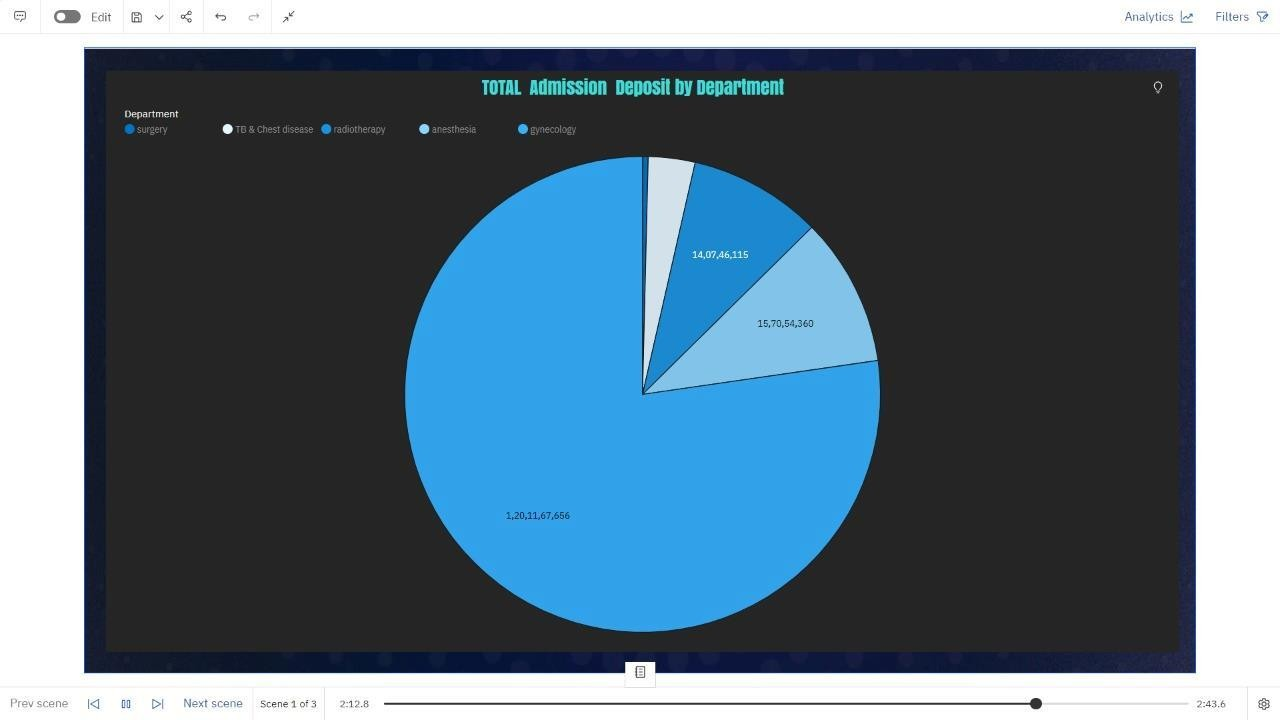 Edit
Analytics
Filters
TOTAL Admission Deposit by Department
Department
surgery
TB & Chest disease
radiotherapy
anesthesia
gynecology
14,07,46,115
15,70,54,360
1,20,11,67,656
Prev scene
Next scene
Scene 1 of 3
2:12.8
2:43.6